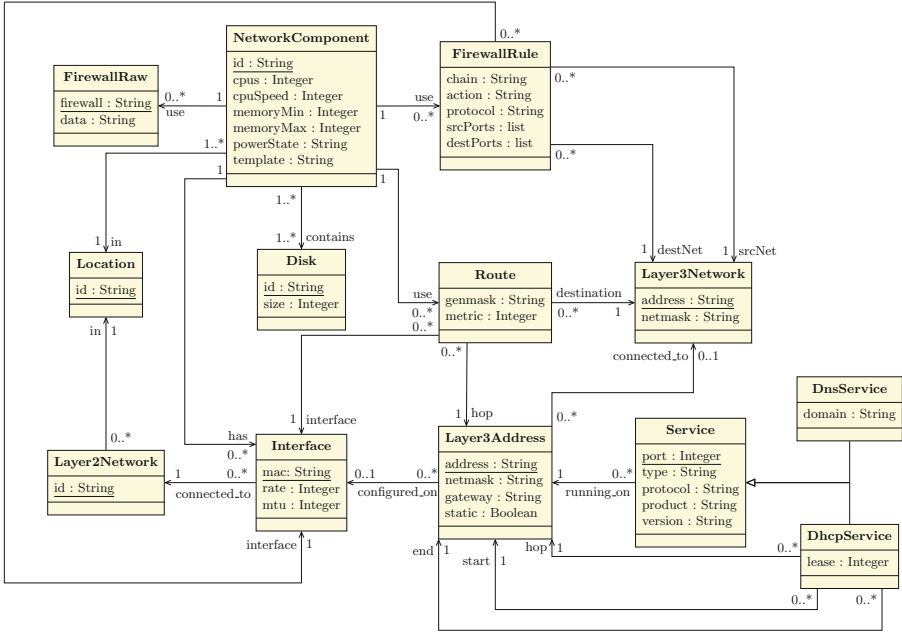 0..*
NetworkComponent
id : String
cpus : Integer
cpuSpeed : Integer
memoryMin : Integer
memoryMax : Integer
powerState : String
template : String
FirewallRule
chain : String
action : String
protocol : String
srcPorts : list
destPorts : list
FirewallRaw
firewall : String
data : String
0..*
1
use
1
use
0..*
0..*
0..*
1..*
1
1
1..*
1..*
contains
1
in
1
destNet
1
srcNet
Location
id : String
Disk
id : String
size : Integer
Route
genmask : String
metric : Integer
Layer3Network
address : String
netmask : String
use
0..*
0..*
destination
0..*
1
in
1
0..*
connected_to
0..1
1
interface
1
hop
0..*
0..*
has
0..*
DnsService
domain : String
Layer2Network
id : String
1
0..*
connected_to
Interface
mac: String
rate : Integer
mtu : Integer
0..1
0..*
configured_on
Layer3Address
address : String
netmask : String
gateway : String
static : Boolean
1
0..*
running_on
Service
port : Integer
type : String
protocol : String
product : String
version : String
DhcpService
lease : Integer
interface
1
end
1
start
1
hop
1
0..*
0..*
0..*